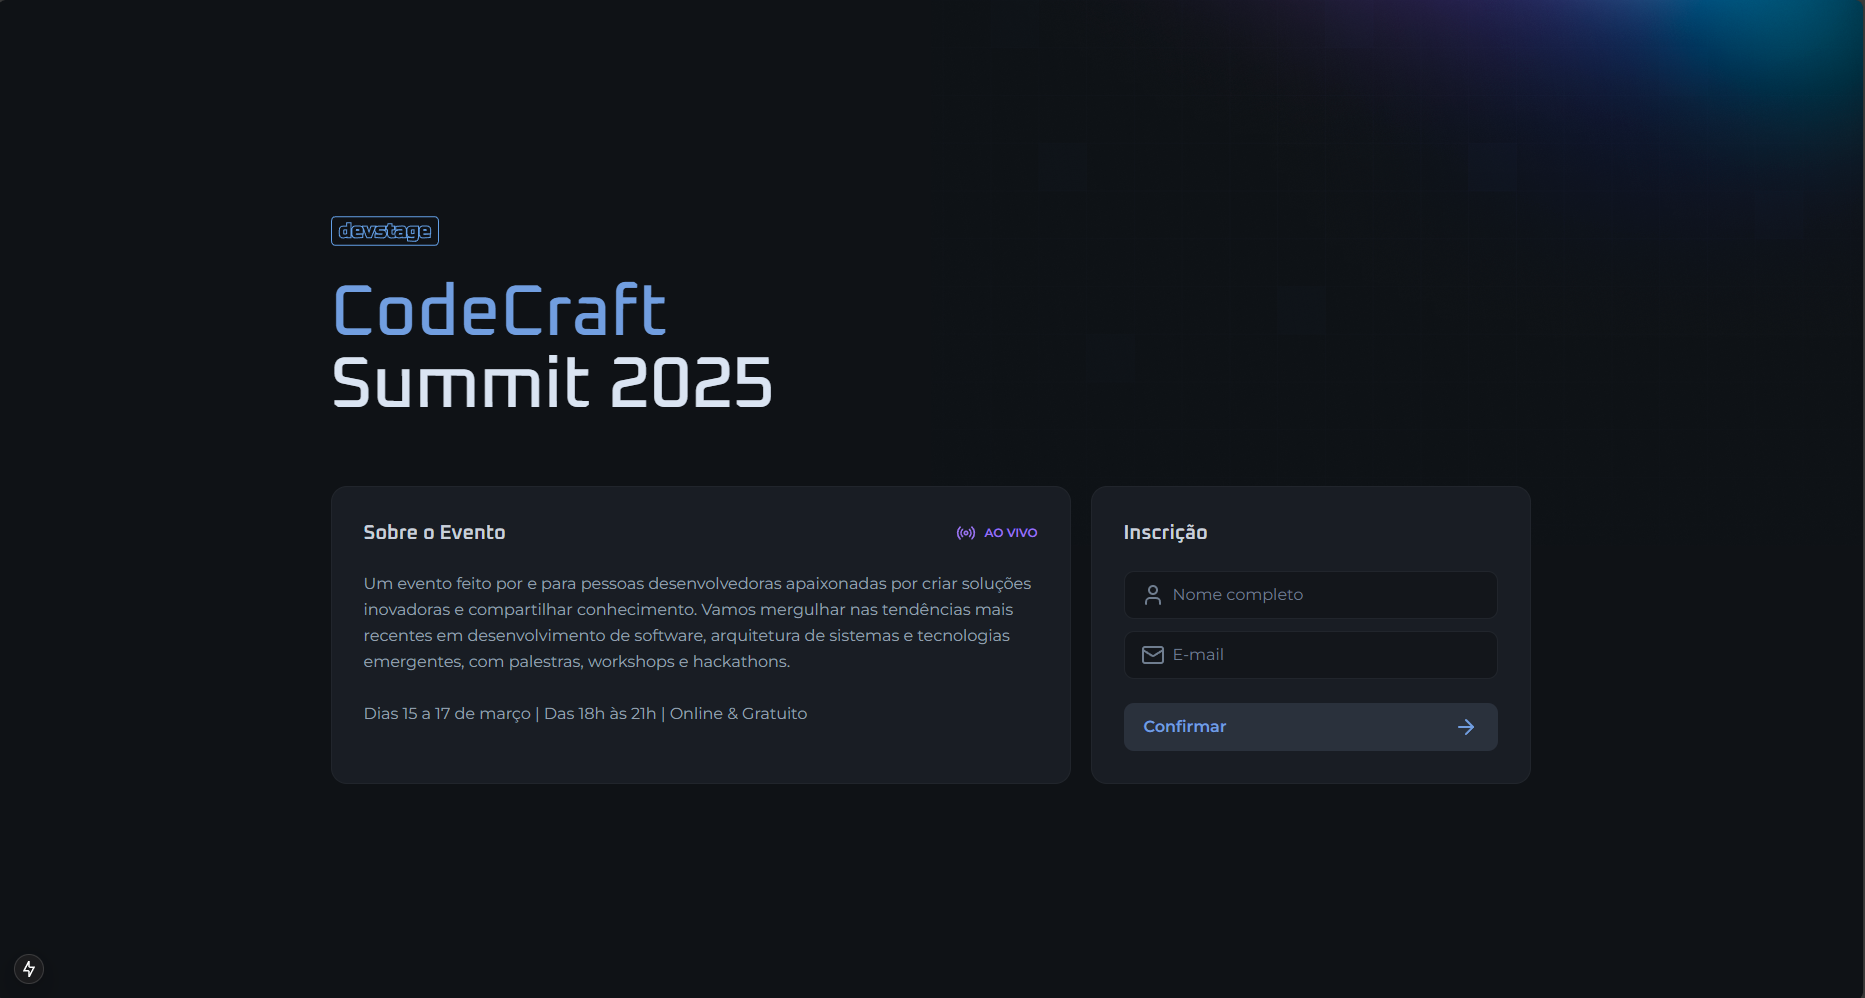 devstage
CodeCraft
Summit 2025
Sobre o Evento
AO VIVO
Um evento feito por e para pessoas desenvolvedoras apaixonadas por criar soluções
inovadoras e compartilhar conhecimento. Vamos mergulhar nas tendências mais
recentes em desenvolvimento de software, arquitetura de sistemas e tecnologias
emergentes, com palestras, workshops e hackathons.
Dias 15 a 17 de março | Das 18h às 21h | Online & Gratuito
Inscrição
Nome completo
E-mail
Confirmar